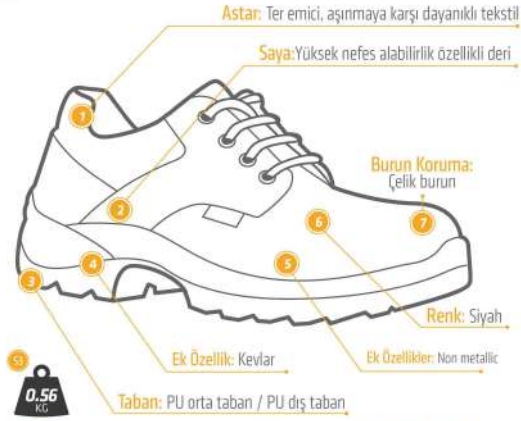 Astar: Ter emici, aşınmaya karşı dayanıklı tekstil
Saya:Yüksek nefes alabilirlik özellikli deri
1
Burun Koruma:
Çelik burun
2
6
7
3
4
5
Renk: Siyah
S3
Ek Özellik: Kevlar
Ek Özellikler: Non metallic
0.56
KG
Taban: PU orta taban / PU dış taban